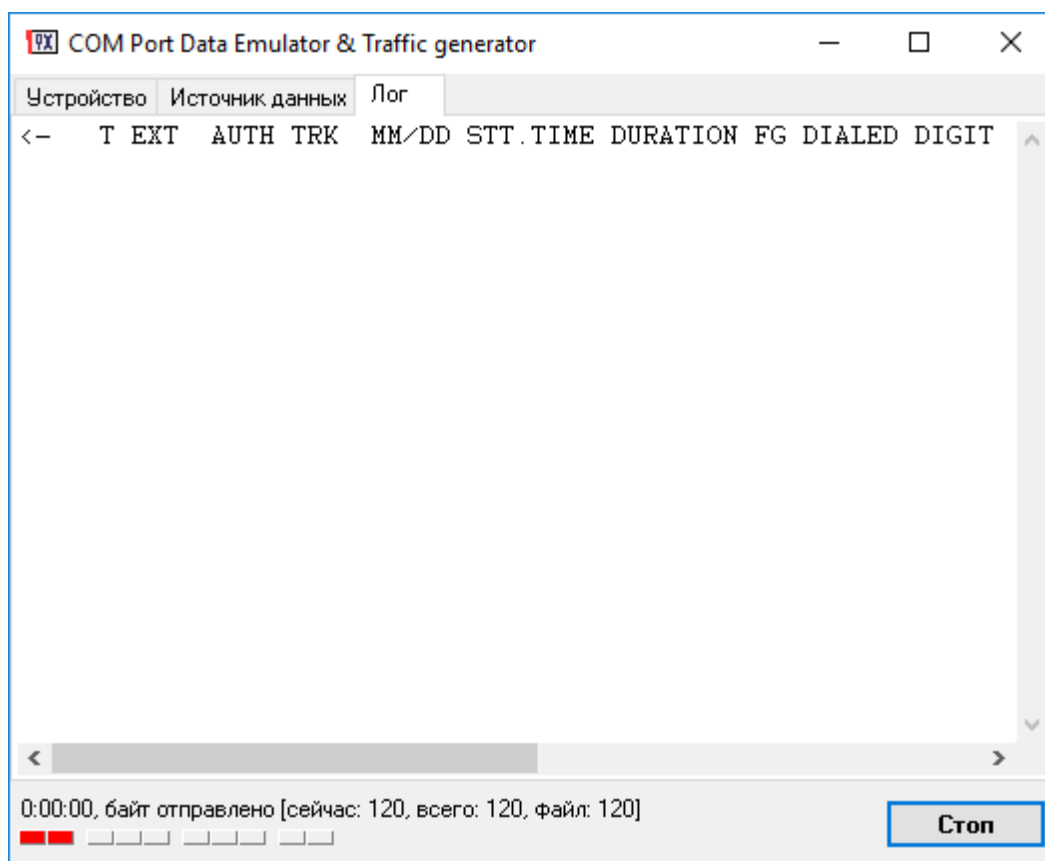 COM Port Data Emulator & Traffic generator
Устройство Источник данных Лог
<- T EXT AUTH TRK MM/DD STT.TIME DURATION FG DIALED DIGIT
0:00:00, байт отправлено [сейчас: 120, всего: 120, файл: 120]
Стоп